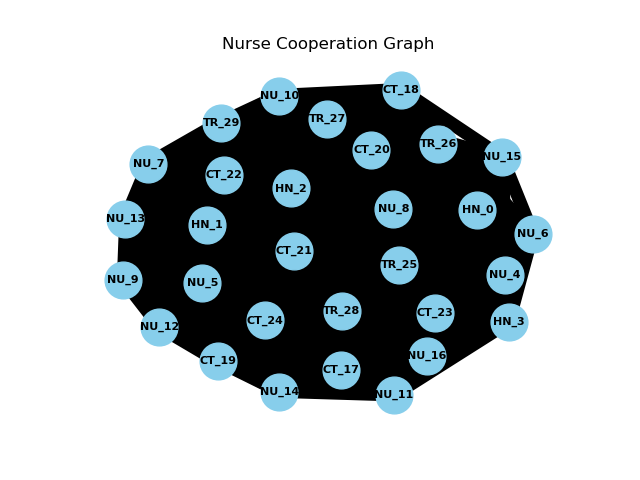 Nurse Cooperation Graph
CT_18
NU_10
TR_27
TR_29
TR_26
CT_20
NU_15
NU_7
CT_22
HN_2
NU_8
HN_0
NU_13
HN_1
NU_6
CT_21
TR_25
NU_4
NU_9
NU_5
TR_28
CT_23
CT_24
HN_3
NU_12
NU_16
CT_19
CT_17
NU_14
NU_11